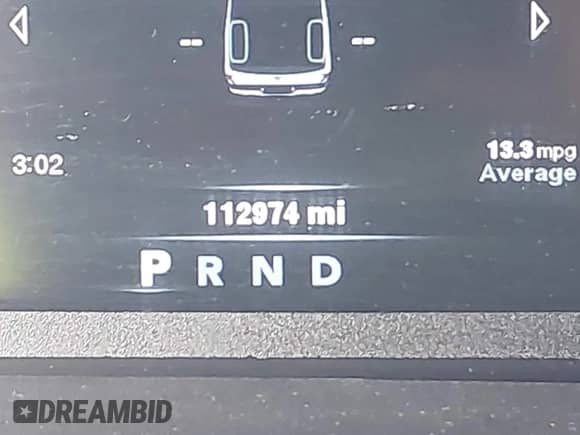 -- --
3:02
13.3 mpg
Average
112974 mi
P R N D
DREAMBID